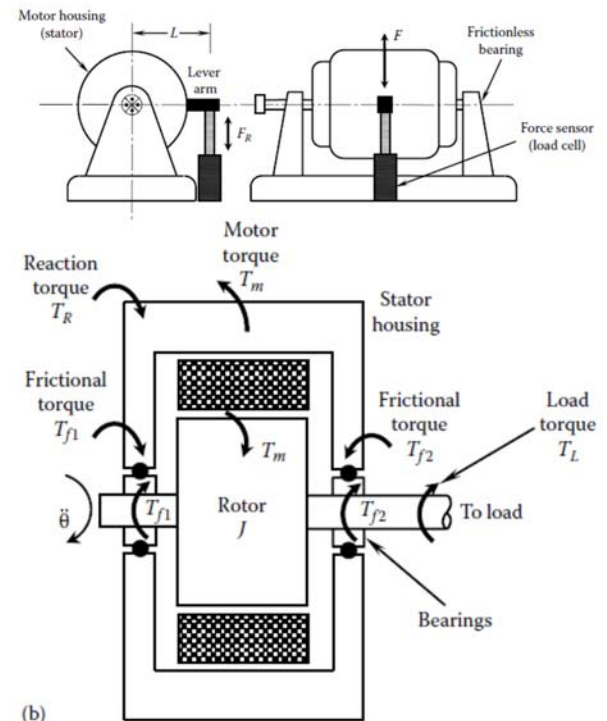 Motor housing
(stator)
L
Lever
arm
F_R
F
Frictionless
bearing
Force sensor
(load cell)
Motor
torque
T_m
Reaction
torque
T_R
Stator
housing
Frictional
torque
T_f1
Frictional
torque
T_f2
Load
torque
T_L
T_m
θ̈
T_f1
Rotor
J
T_f2
To load
Bearings
(b)